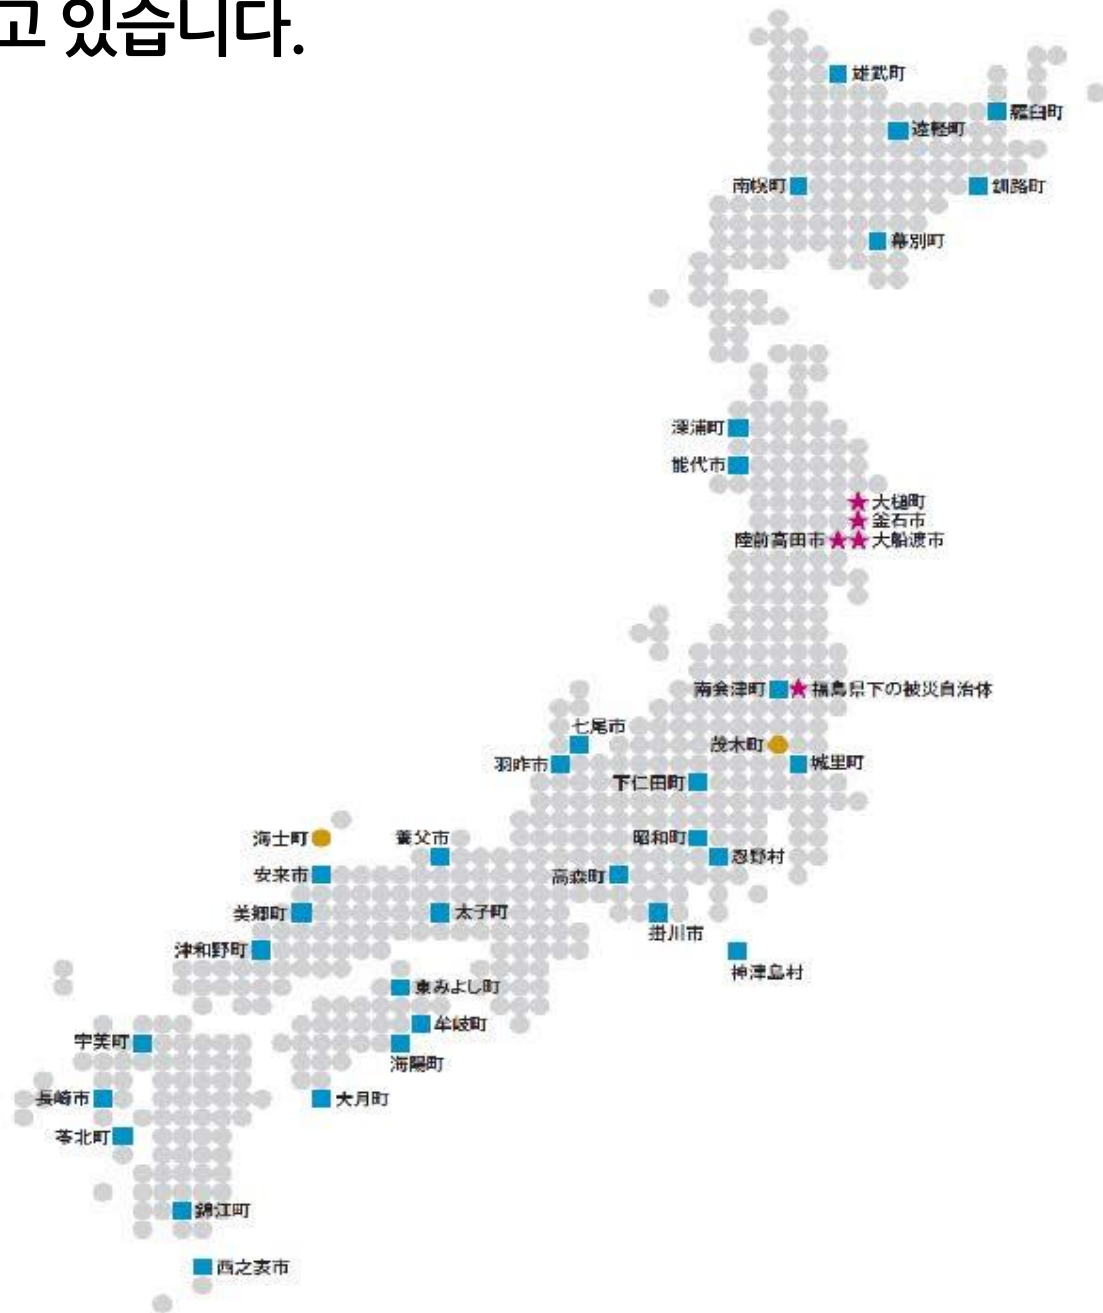 고 있습니다.
雄武町
羅臼町
遠軽町
南幌町
釧路町
幕別町
深浦町
能代市
大槌町
釜石市
陸前高田市
大船渡市
南会津町
福島県下の被災自治体
七尾市
茂木町
羽咋市
城里町
下仁田町
海士町
養父市
昭和町
忍野村
安来市
高森町
美郷町
太子町
掛川市
津和野町
神津島村
東みよし町
牟岐町
宇美町
海陽町
長崎市
大月町
苓北町
錦江町
西之表市